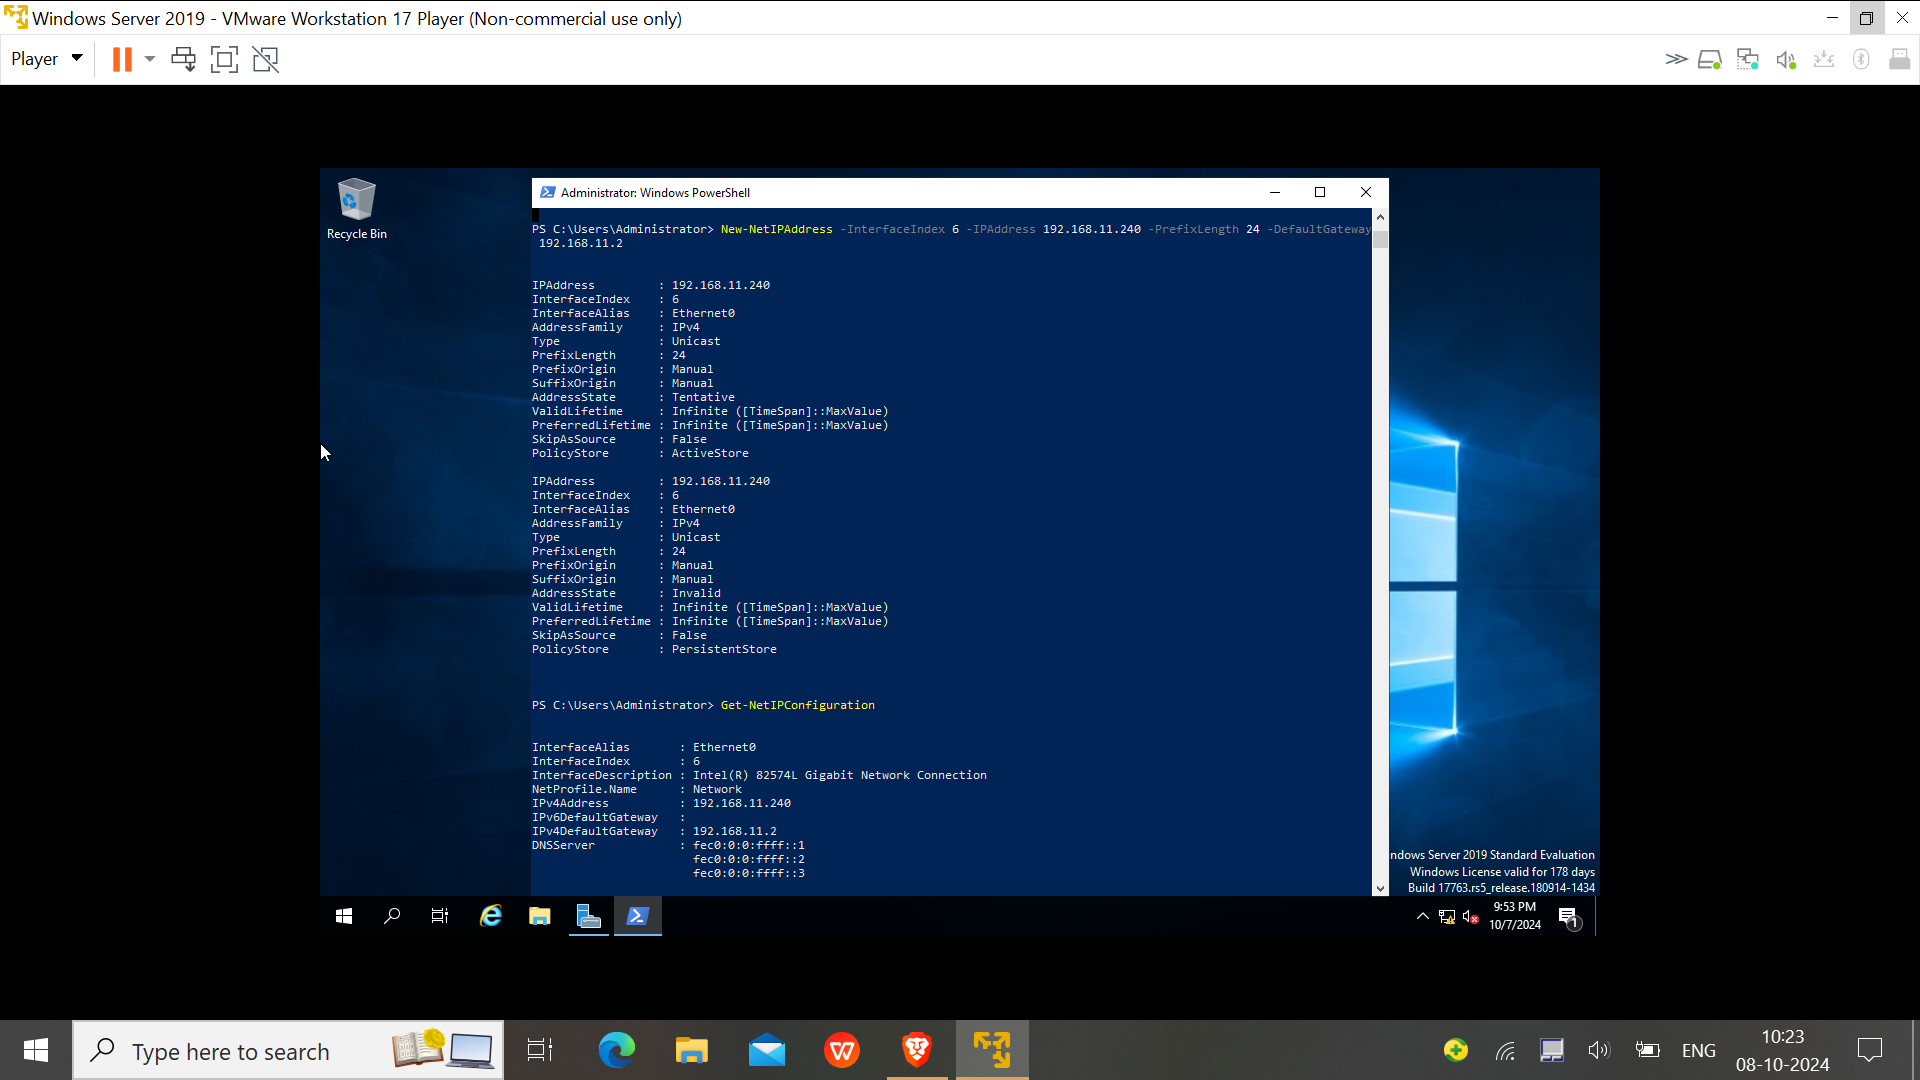 Windows Server 2019 - VMware Workstation 17 Player (Non-commercial use only)
Player
Recycle Bin
Administrator: Windows PowerShell
PS C:\Users\Administrator> New-NetIPAddress -InterfaceIndex 6 -IPAddress 192.168.11.240 -PrefixLength 24 -DefaultGateway
192.168.11.2
IPAddress : 192.168.11.240
InterfaceIndex : 6
InterfaceAlias : Ethernet0
AddressFamily : IPv4
Type : Unicast
PrefixLength : 24
PrefixOrigin : Manual
SuffixOrigin : Manual
AddressState : Tentative
ValidLifetime : Infinite ([TimeSpan]::MaxValue)
PreferredLifetime : Infinite ([TimeSpan]::MaxValue)
SkipAsSource : False
PolicyStore : ActiveStore
IPAddress : 192.168.11.240
InterfaceIndex : 6
InterfaceAlias : Ethernet0
AddressFamily : IPv4
Type : Unicast
PrefixLength : 24
PrefixOrigin : Manual
SuffixOrigin : Manual
AddressState : Invalid
ValidLifetime : Infinite ([TimeSpan]::MaxValue)
PreferredLifetime : Infinite ([TimeSpan]::MaxValue)
SkipAsSource : False
PolicyStore : PersistentStore
PS C:\Users\Administrator> Get-NetIPConfiguration
InterfaceAlias : Ethernet0
InterfaceIndex : 6
InterfaceDescription : Intel(R) 82574L Gigabit Network Connection
NetProfile.Name : Network
IPv4Address : 192.168.11.240
IPv6DefaultGateway :
IPv4DefaultGateway : 192.168.11.2
DNSServer : fec0:0:0:ffff::1
fec0:0:0:ffff::2
fec0:0:0:ffff::3
ndows Server 2019 Standard Evaluation
Windows License valid for 178 days
Build 17763.rs5_release.180914-1434
9:53 PM
10/7/2024
1
Type here to search
ENG
10:23
08-10-2024